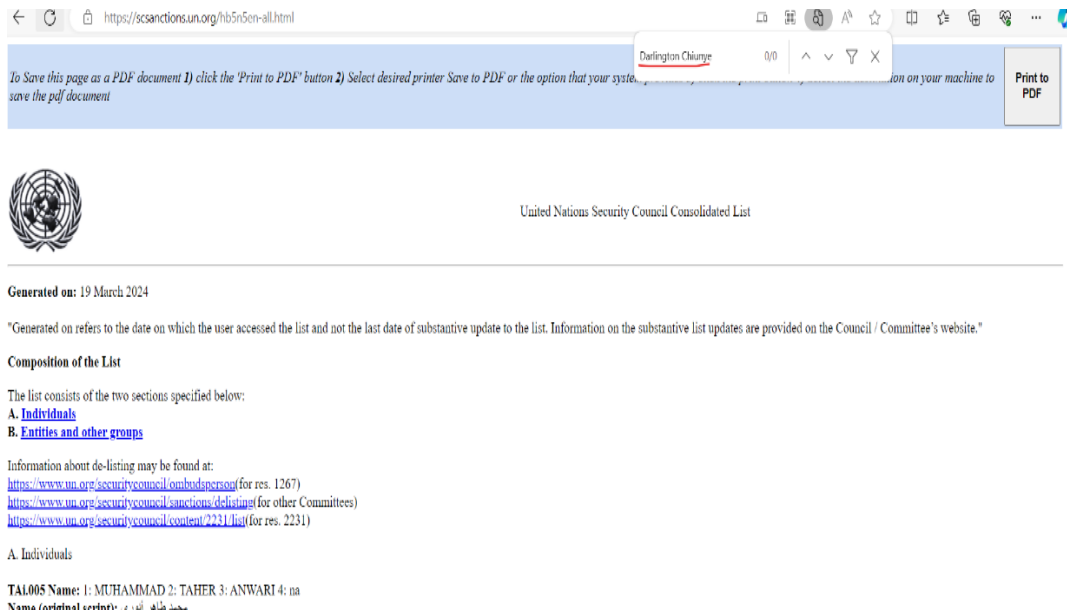 https://scsanctions.un.org/hb5n5en-all.html
Darlington Chiunye 0/0
To Save this page as a PDF document 1) click the 'Print to PDF' button 2) Select desired printer Save to PDF or the option that your system on your machine to
save the pdf document
Print to
PDF
United Nations Security Council Consolidated List
Generated on: 19 March 2024
"Generated on refers to the date on which the user accessed the list and not the last date of substantive update to the list. Information on the substantive list updates are provided on the Council / Committee's website."
Composition of the List
The list consists of the two sections specified below:
A. Individuals
B. Entities and other groups
Information about de-listing may be found at:
https://www.un.org/securitycouncil/ombudsperson(for res. 1267)
https://www.un.org/securitycouncil/sanctions/delisting(for other Committees)
https://www.un.org/securitycouncil/content/2231/list(for res. 2231)
A. Individuals
TAi.005 Name: 1: MUHAMMAD 2: TAHER 3: ANWARI 4: na
Name (original script): محمد طاهر أنوری